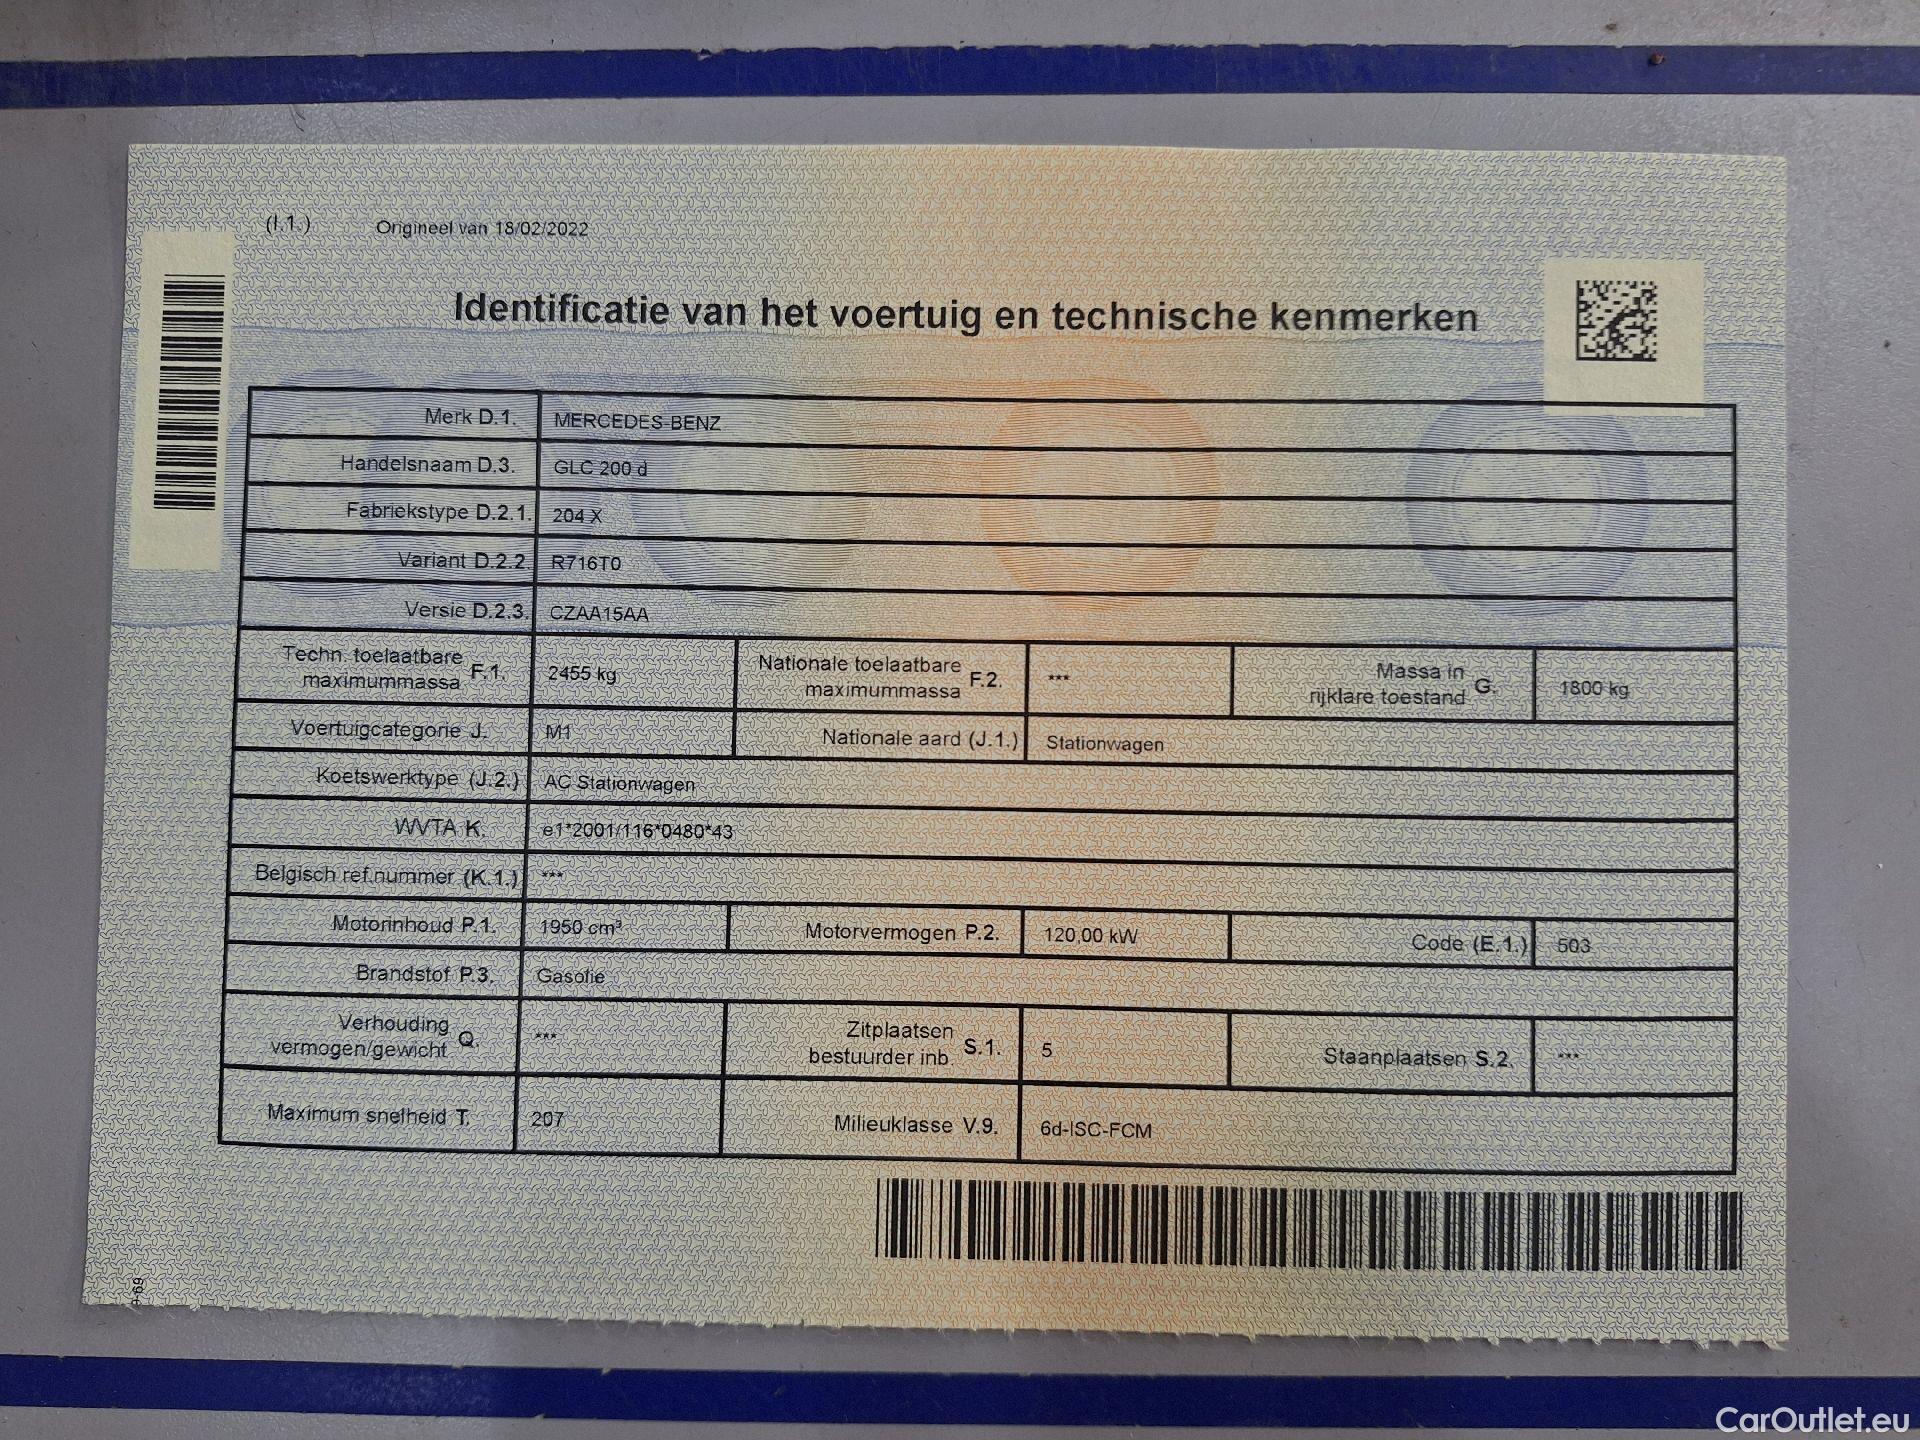 (I.1.) Origineel van 18/02/2022
Identificatie van het voertuig en technische kenmerken
Merk D.1. MERCEDES-BENZ
Handelsnaam D.3. GLC 200 d
Fabriekstype D.2.1. 204 X
Variant D.2.2. R716T0
Versie D.2.3. CZAA15AA
Techn. toelaatbare maximummassa F.1. 2455 kg Nationale toelaatbare maximummassa F.2. *** Massa in rijklare toestand G. 1800 kg
Voertuigcategorie J. M1 Nationale aard (J.1.) Stationwagen
Koetswerktype (J.2.) AC Stationwagen
WVTA K. e1*2001/116*0480*43
Belgisch ref.nummer (K.1.) ***
Motorinhoud P.1. 1950 cm³ Motorvermogen P.2. 120,00 kW Code (E.1.) 503
Brandstof P.3. Gasolie
Verhouding vermogen/gewicht Q. *** Zitplaatsen bestuurder inb. S.1. 5 Staanplaatsen S.2. ***
Maximum snelheid T. 207 Milieuklasse V.9. 6d-ISC-FCM
CarOutlet.eu